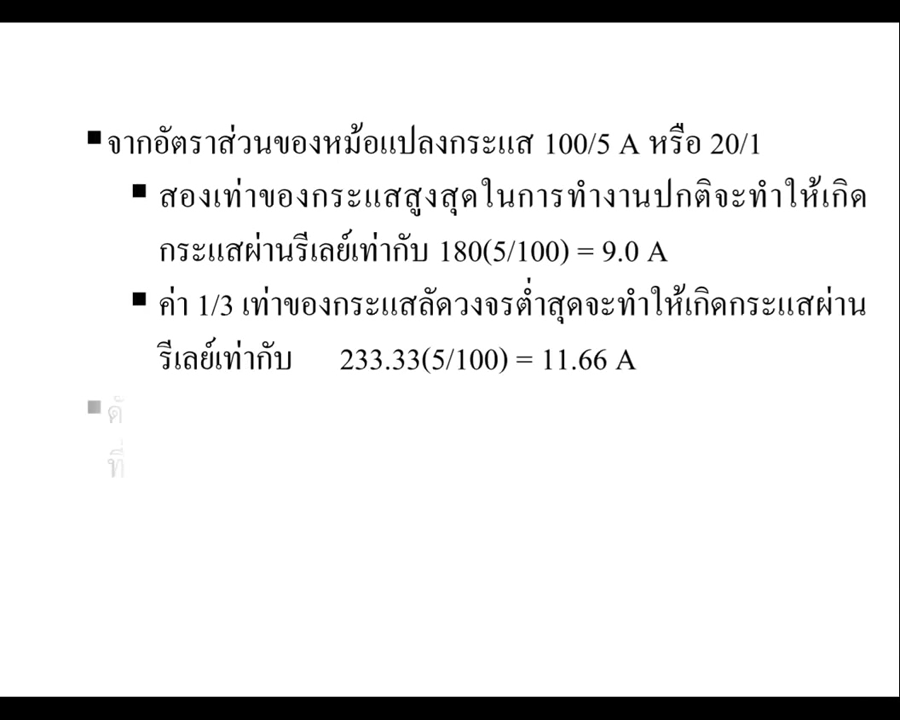 ▪จากอัตราส่วนของหม้อแปลงกระแส 100/5 A หรือ 20/1
▪ สองเท่าของกระแสสูงสุดในการทำงานปกติจะทำให้เกิด
กระแสผ่านรีเลย์เท่ากับ 180(5/100) = 9.0 A
▪ ค่า 1/3 เท่าของกระแสลัดวงจรต่ำสุดจะทำให้เกิดกระแสผ่าน
รีเลย์เท่ากับ 233.33(5/100) = 11.66 A